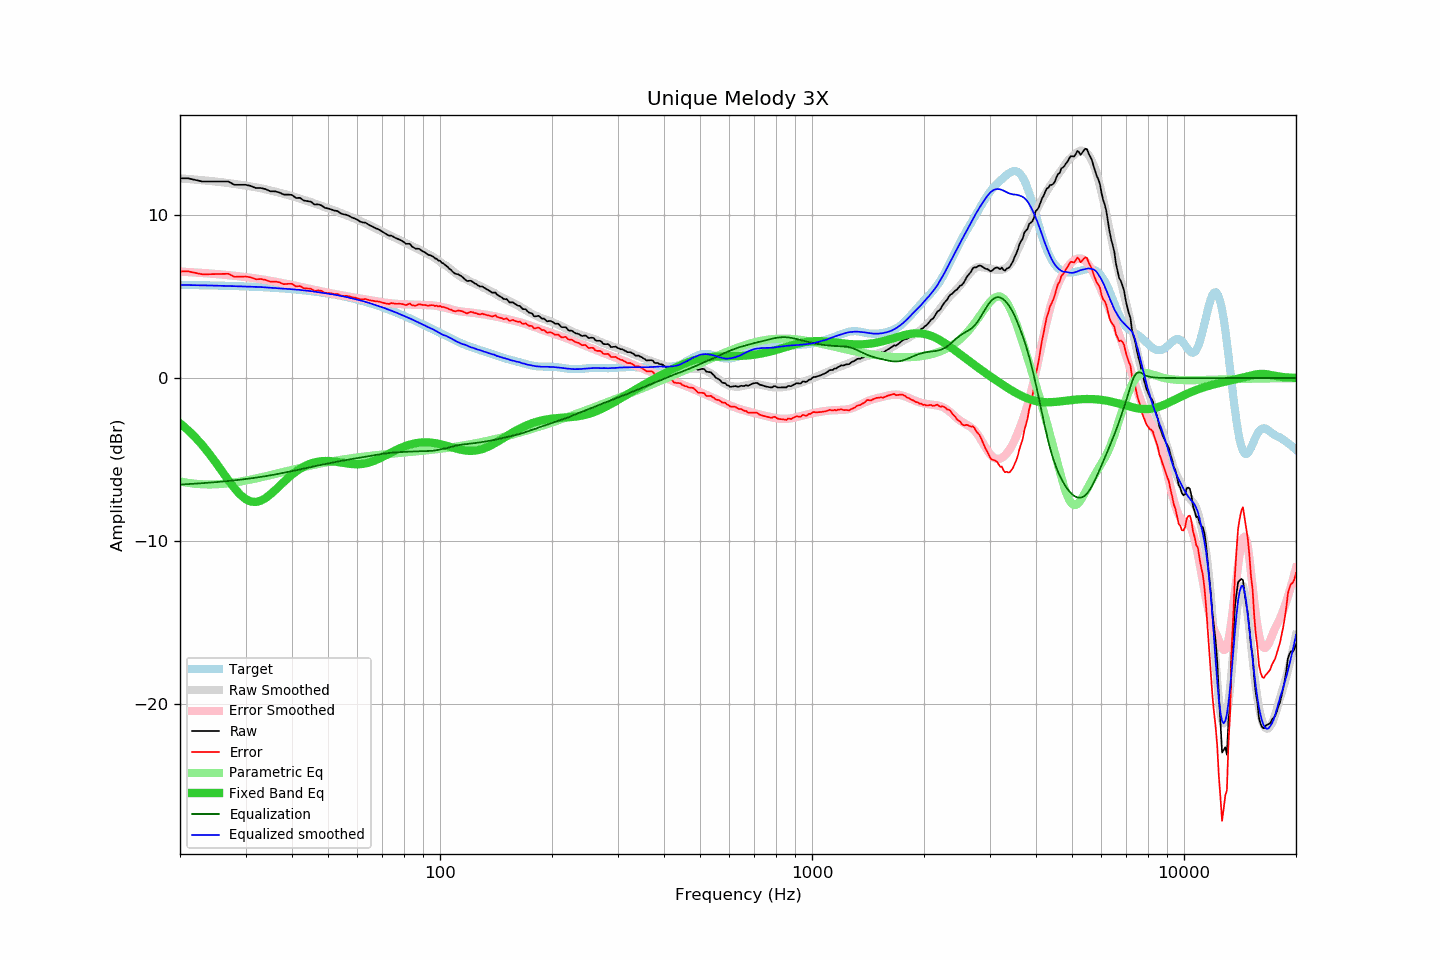 Unique Melody 3X
10
0
−10
−20
Amplitude (dBr)
Target
Raw Smoothed
Error Smoothed
Raw
Error
Parametric Eq
Fixed Band Eq
Equalization
Equalized smoothed
100
1000
10000
Frequency (Hz)